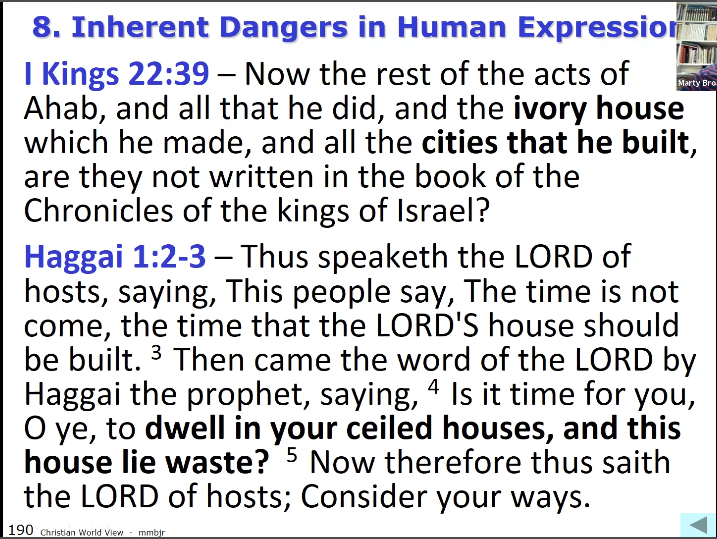 8. Inherent Dangers in Human Expression
I Kings 22:39 – Now the rest of the acts of
Ahab, and all that he did, and the ivory house
which he made, and all the cities that he built,
are they not written in the book of the
Chronicles of the kings of Israel?
Haggai 1:2-3 – Thus speaketh the LORD of
hosts, saying, This people say, The time is not
come, the time that the LORD'S house should
be built. ³ Then came the word of the LORD by
Haggai the prophet, saying, ⁴ Is it time for you,
O ye, to dwell in your ceiled houses, and this
house lie waste? ⁵ Now therefore thus saith
the LORD of hosts; Consider your ways.
190 Christian World View - mmbjr
Marty Bro